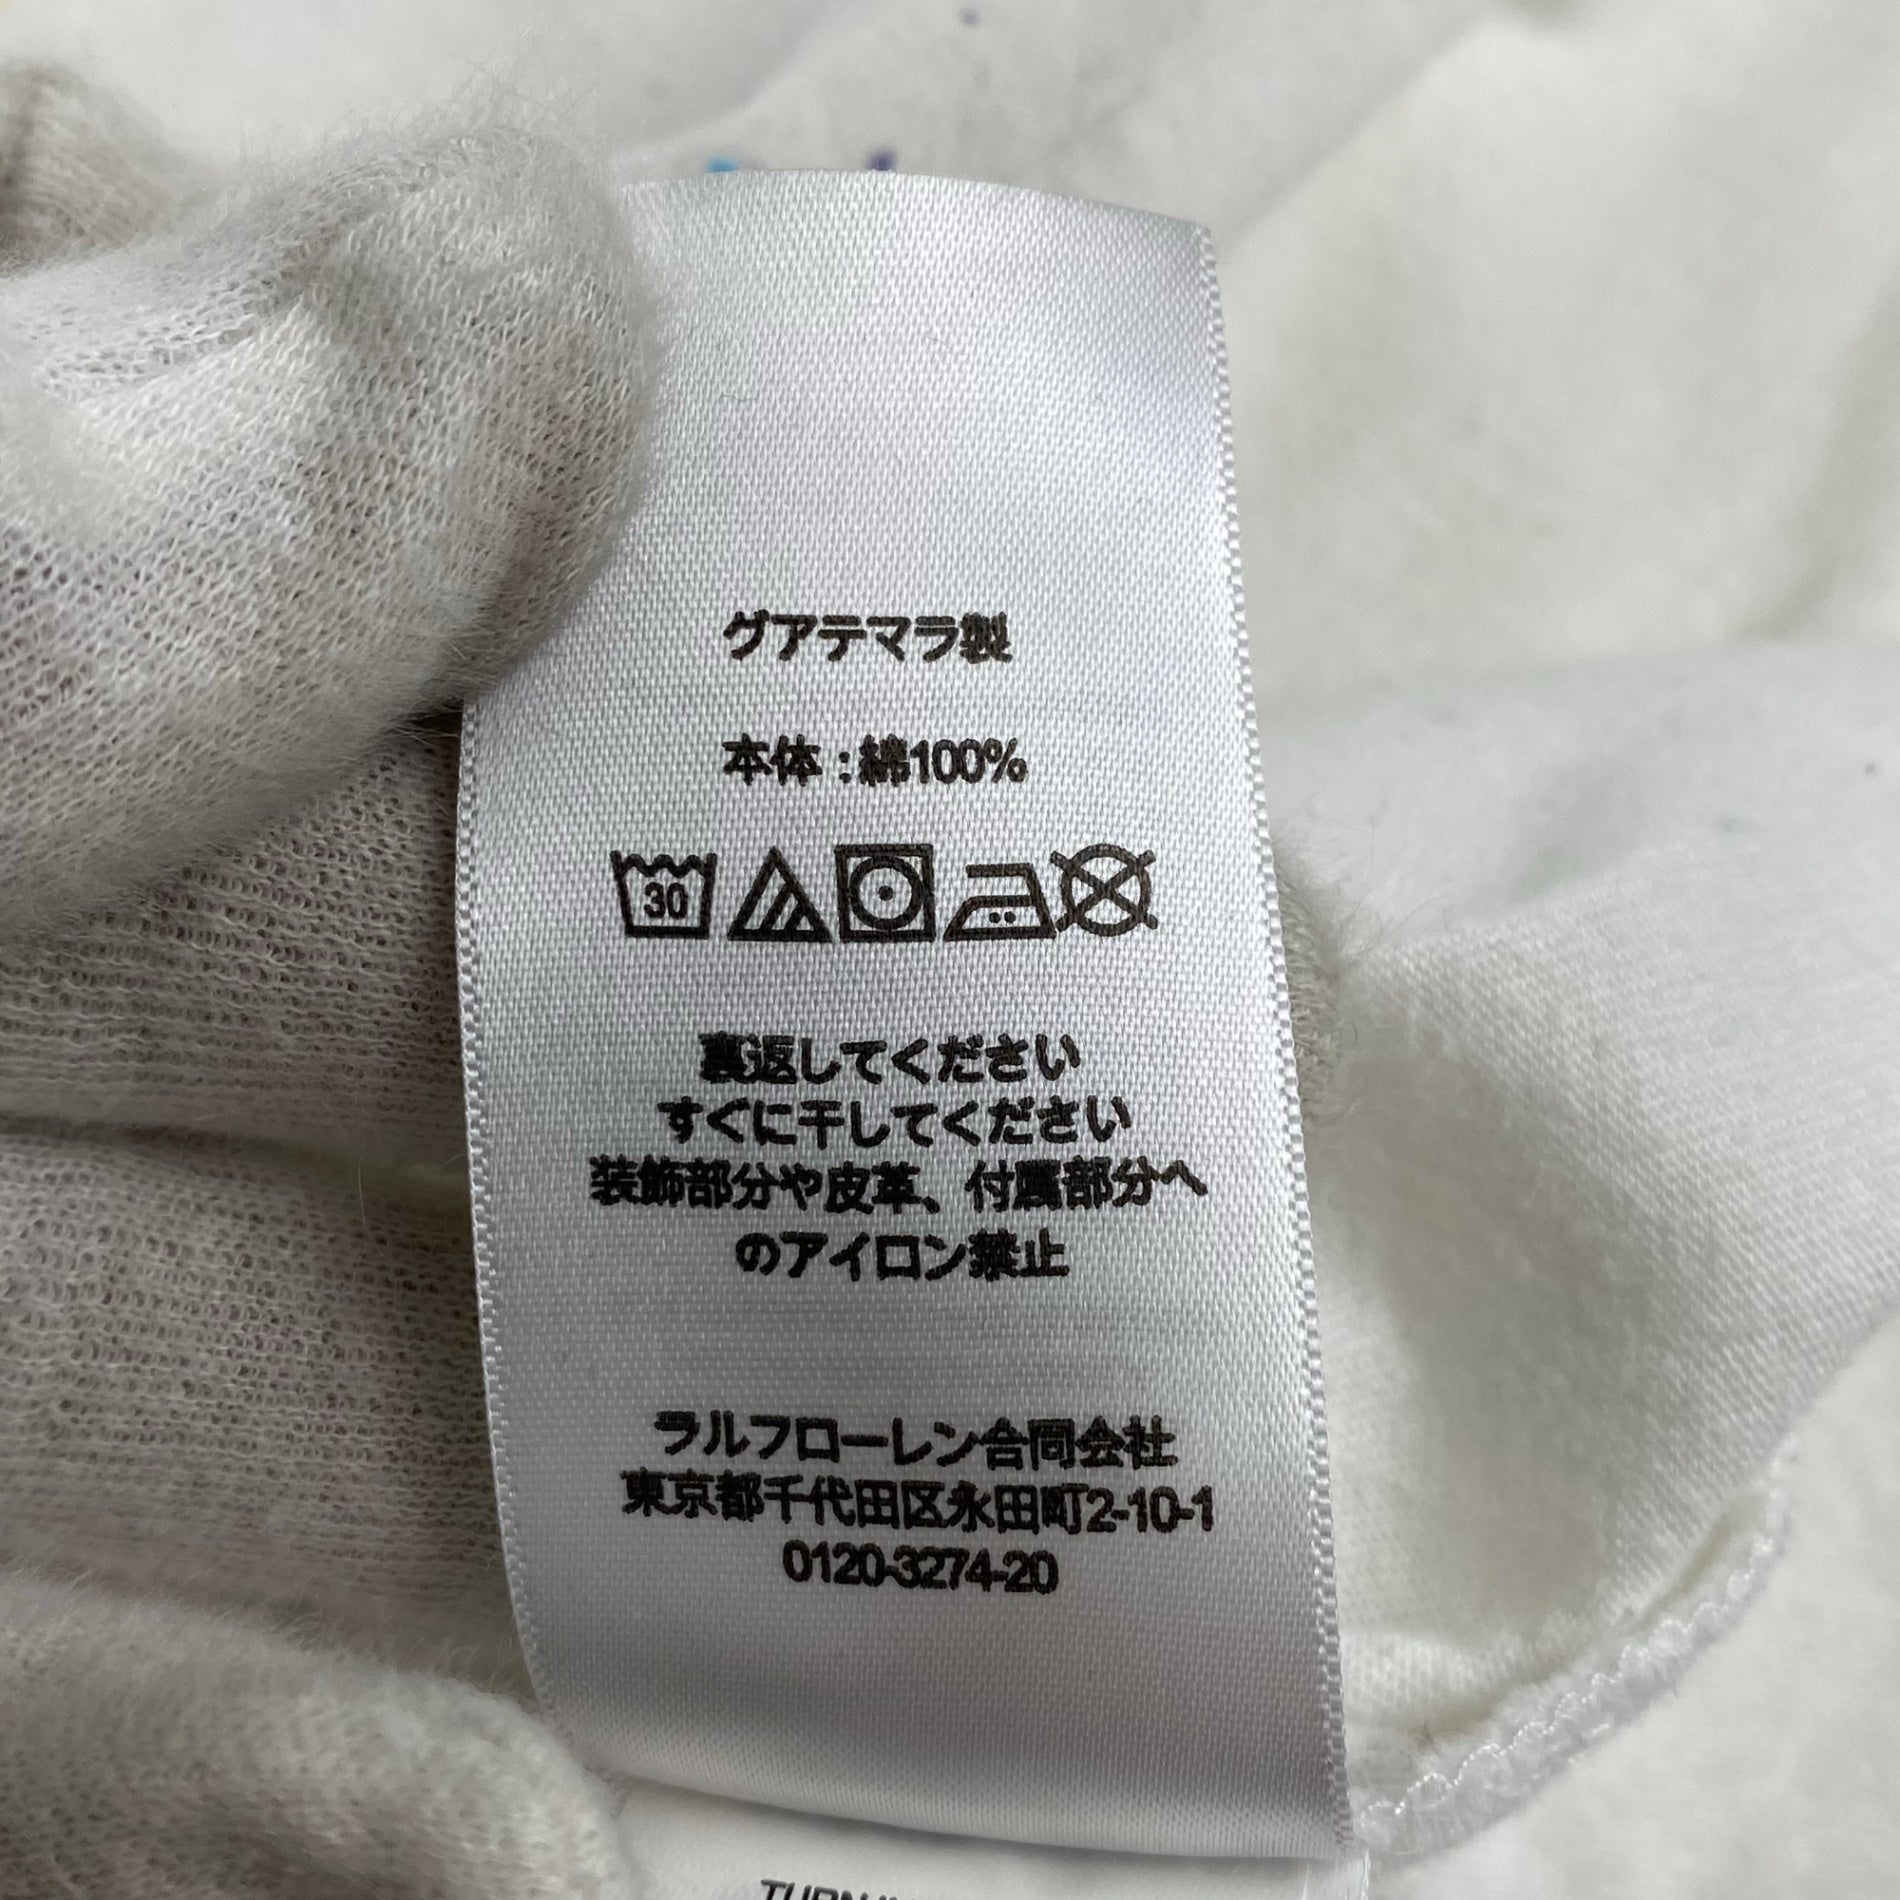 グアテマラ製
本体 : 綿100%
30
裏返してください
すぐに干してください
装飾部分や皮革、付属部分へ
のアイロン禁止
ラルフローレン合同会社
東京都千代田区永田町2-10-1
0120-3274-20